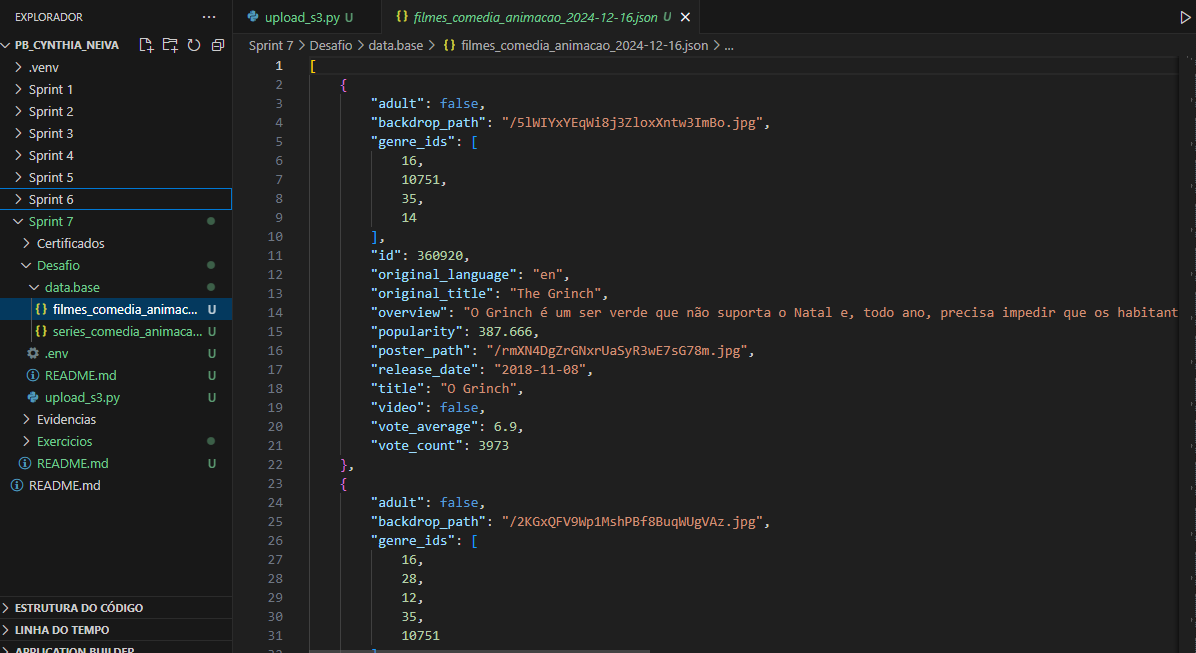 EXPLORADOR ...
PB_CYNTHIA_NEIVA
.venv
Sprint 1
Sprint 2
Sprint 3
Sprint 4
Sprint 5
Sprint 6
Sprint 7
Certificados
Desafio
data.base
{} filmes_comedia_animac... U
{} series_comedia_animaca... U
.env U
README.md U
upload_s3.py U
Evidencias
Exercicios
README.md U
README.md
ESTRUTURA DO CÓDIGO
LINHA DO TEMPO
APPLICATION BUILDER
upload_s3.py U
{} filmes_comedia_animacao_2024-12-16.json U
Sprint 7 > Desafio > data.base > {} filmes_comedia_animacao_2024-12-16.json > ...
1 [
2 {
3 "adult": false,
4 "backdrop_path": "/5lWIYxYEqWi8j3ZloxXntw3ImBo.jpg",
5 "genre_ids": [
6 16,
7 10751,
8 35,
9 14
10 ],
11 "id": 360920,
12 "original_language": "en",
13 "original_title": "The Grinch",
14 "overview": "O Grinch é um ser verde que não suporta o Natal e, todo ano, precisa impedir que os habitant
15 "popularity": 387.666,
16 "poster_path": "/rmXN4DgZrGNxrUaSyR3wE7sG78m.jpg",
17 "release_date": "2018-11-08",
18 "title": "O Grinch",
19 "video": false,
20 "vote_average": 6.9,
21 "vote_count": 3973
22 },
23 {
24 "adult": false,
25 "backdrop_path": "/2KGxQFV9Wp1MshPBf8BuqWUgVAz.jpg",
26 "genre_ids": [
27 16,
28 28,
29 12,
30 35,
31 10751
32 ]